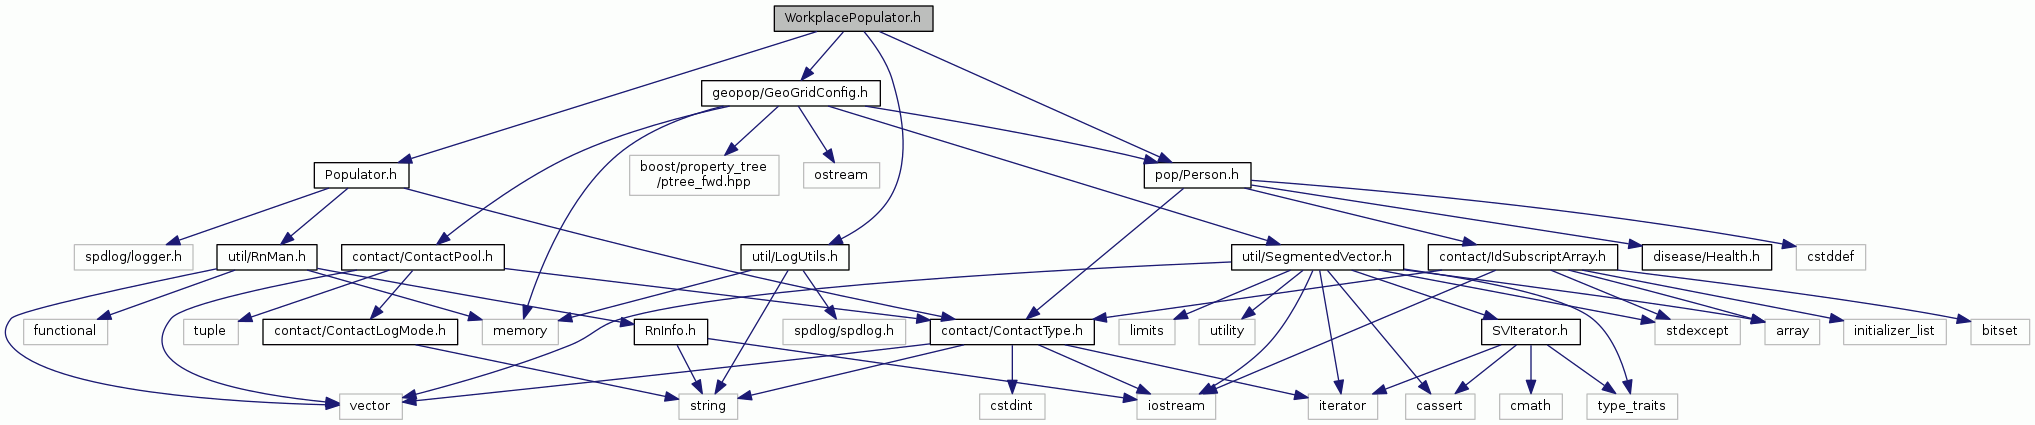 WorkplacePopulator.h
geopop/GeoGridConfig.h
boost/property_tree
/ptree_fwd.hpp
ostream
Populator.h
pop/Person.h
spdlog/logger.h
util/RnMan.h
contact/ContactPool.h
util/LogUtils.h
util/SegmentedVector.h
contact/IdSubscriptArray.h
disease/Health.h
cstddef
functional
tuple
contact/ContactLogMode.h
memory
RnInfo.h
spdlog/spdlog.h
contact/ContactType.h
limits
utility
SVIterator.h
stdexcept
array
initializer_list
bitset
vector
string
cstdint
iostream
iterator
cassert
cmath
type_traits